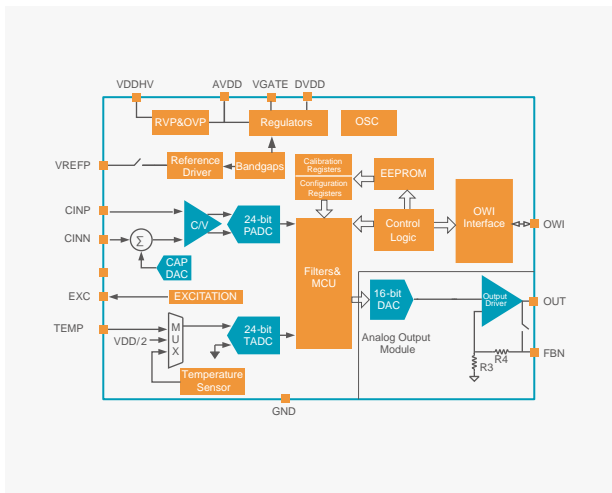 VDDHV
AVDD
VGATE
DVDD
RVP&OVP
Regulators
OSC
VREFP
Reference
Driver
Bandgaps
Calibration
Registers
Configuration
Registers
EEPROM
CINP
CINN
C/V
24-bit
PADC
Σ
CAP
DAC
Control
Logic
OWI
Interface
OWI
Filters&
MCU
EXC
EXCITATION
16-bit
DAC
Output
Driver
OUT
TEMP
VDD/2
M
U
X
24-bit
TADC
Analog Output
Module
R4
R3
FBN
Temperature
Sensor
GND